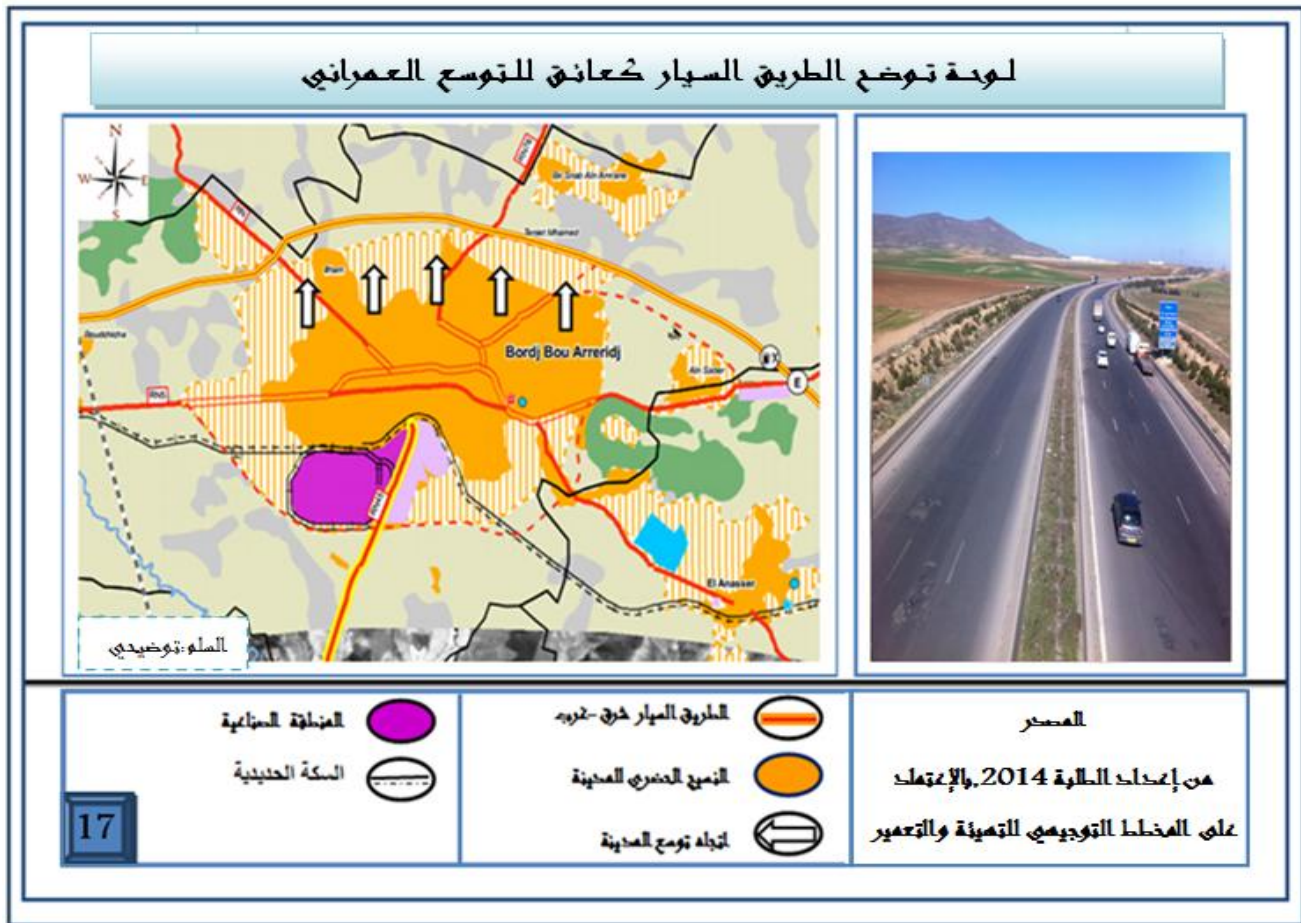 لوحة توضح الطريق السيار كعائق للتوسع العمراني
N
W E
S
RN5
Bordj Bou Arreridj
Ain Sader
E
El Anasser
السلم:توضيحي
الطريق السيار شرق-غرب
النسيج الحضري للمدينة
اتجاه توسع المدينة
المنطقة الصناعية
السكة الحديدية
المصدر
من إعداد الطلبة 2014,بالإعتماد
على المخطط التوجيهي للتهيئة والتعمير
17